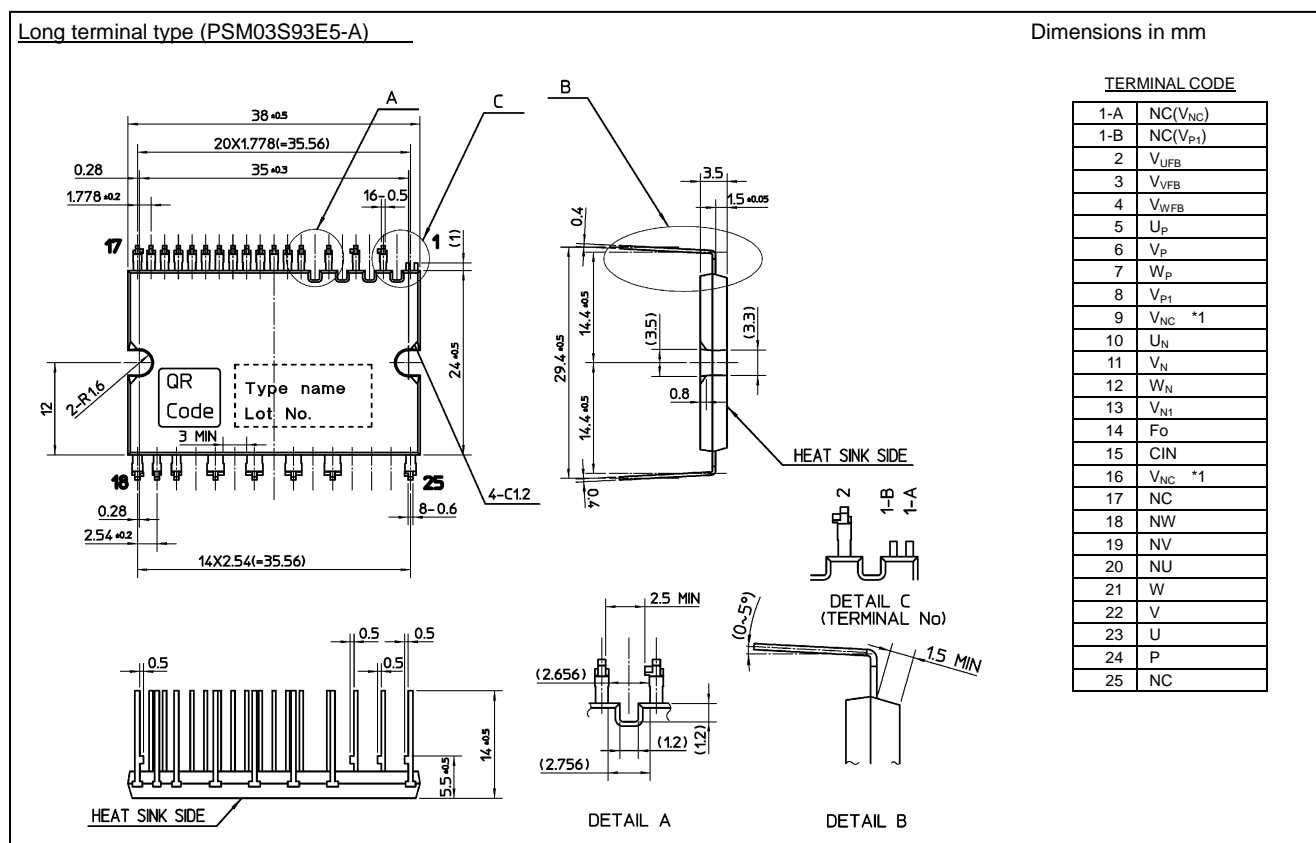 Long terminal type (PSM03S93E5-A)
Dimensions in mm
A
C
B
38 ±0.5
20X1.778(=35.56)
0.28
35 ±0.3
1.778 ±0.2
16-0.5
17
1
(1)
QR
Code
Type name
Lot No.
3 MIN
2-R1.6
12
24 ±0.5
18
25
4-C1.2
0.28
8-0.6
2.54 ±0.2
14X2.54(=35.56)
3.5
1.5 ±0.05
0.4
29.4 ±0.5
14.4 ±0.5
14.4 ±0.5
(3.5)
(3.3)
0.8
0.4
HEAT SINK SIDE
2
1-B
1-A
DETAIL C
(TERMINAL No)
0.5
0.5
0.5
0.5
5.5 ±0.5
14 ±0.5
HEAT SINK SIDE
2.5 MIN
(2.656)
(1.2)
(1.2)
(2.756)
DETAIL A
(0~5°)
1.5 MIN
DETAIL B
TERMINAL CODE
1-A NC(VNC)
1-B NC(VP1)
2 VUFB
3 VVFB
4 VWFB
5 UP
6 VP
7 WP
8 VP1
9 VNC *1
10 UN
11 VN
12 WN
13 VN1
14 Fo
15 CIN
16 VNC *1
17 NC
18 NW
19 NV
20 NU
21 W
22 V
23 U
24 P
25 NC